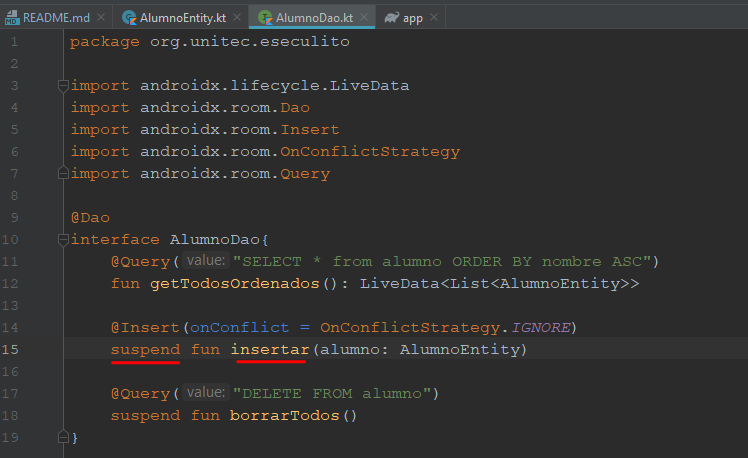 README.md AlumnoEntity.kt AlumnoDao.kt app
1 package org.unitec.eseculito
2
3 import androidx.lifecycle.LiveData
4 import androidx.room.Dao
5 import androidx.room.Insert
6 import androidx.room.OnConflictStrategy
7 import androidx.room.Query
8
9 @Dao
10 interface AlumnoDao{
11 @Query( value: "SELECT * from alumno ORDER BY nombre ASC")
12 fun getTodosOrdenados(): LiveData<List<AlumnoEntity>>
13
14 @Insert(onConflict = OnConflictStrategy.IGNORE)
15 suspend fun insertar(alumno: AlumnoEntity)
16
17 @Query( value: "DELETE FROM alumno")
18 suspend fun borrarTodos()
19 }